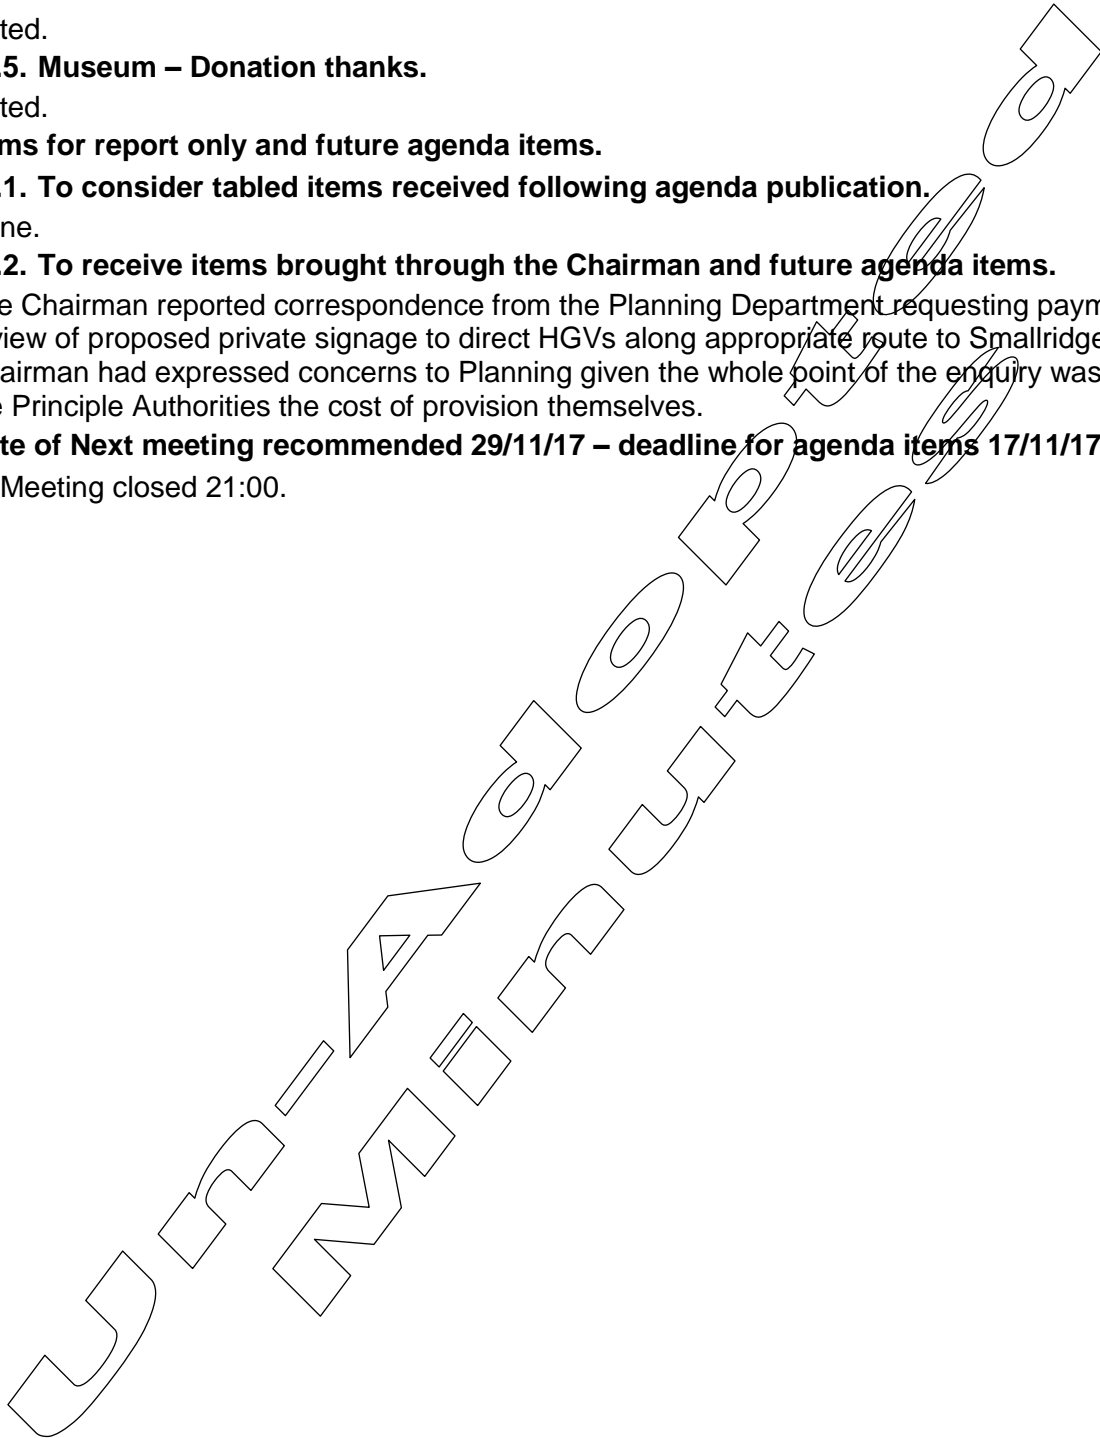 ted.
.5. Museum – Donation thanks.
ted.
ms for report only and future agenda items.
.1. To consider tabled items received following agenda publication.
ne.
.2. To receive items brought through the Chairman and future agenda items.
e Chairman reported correspondence from the Planning Department requesting paym
view of proposed private signage to direct HGVs along appropriate route to Smallridge
airman had expressed concerns to Planning given the whole point of the enquiry was
e Principle Authorities the cost of provision themselves.
te of Next meeting recommended 29/11/17 – deadline for agenda items 17/11/17
Meeting closed 21:00.
Un-Adopted
Minutes